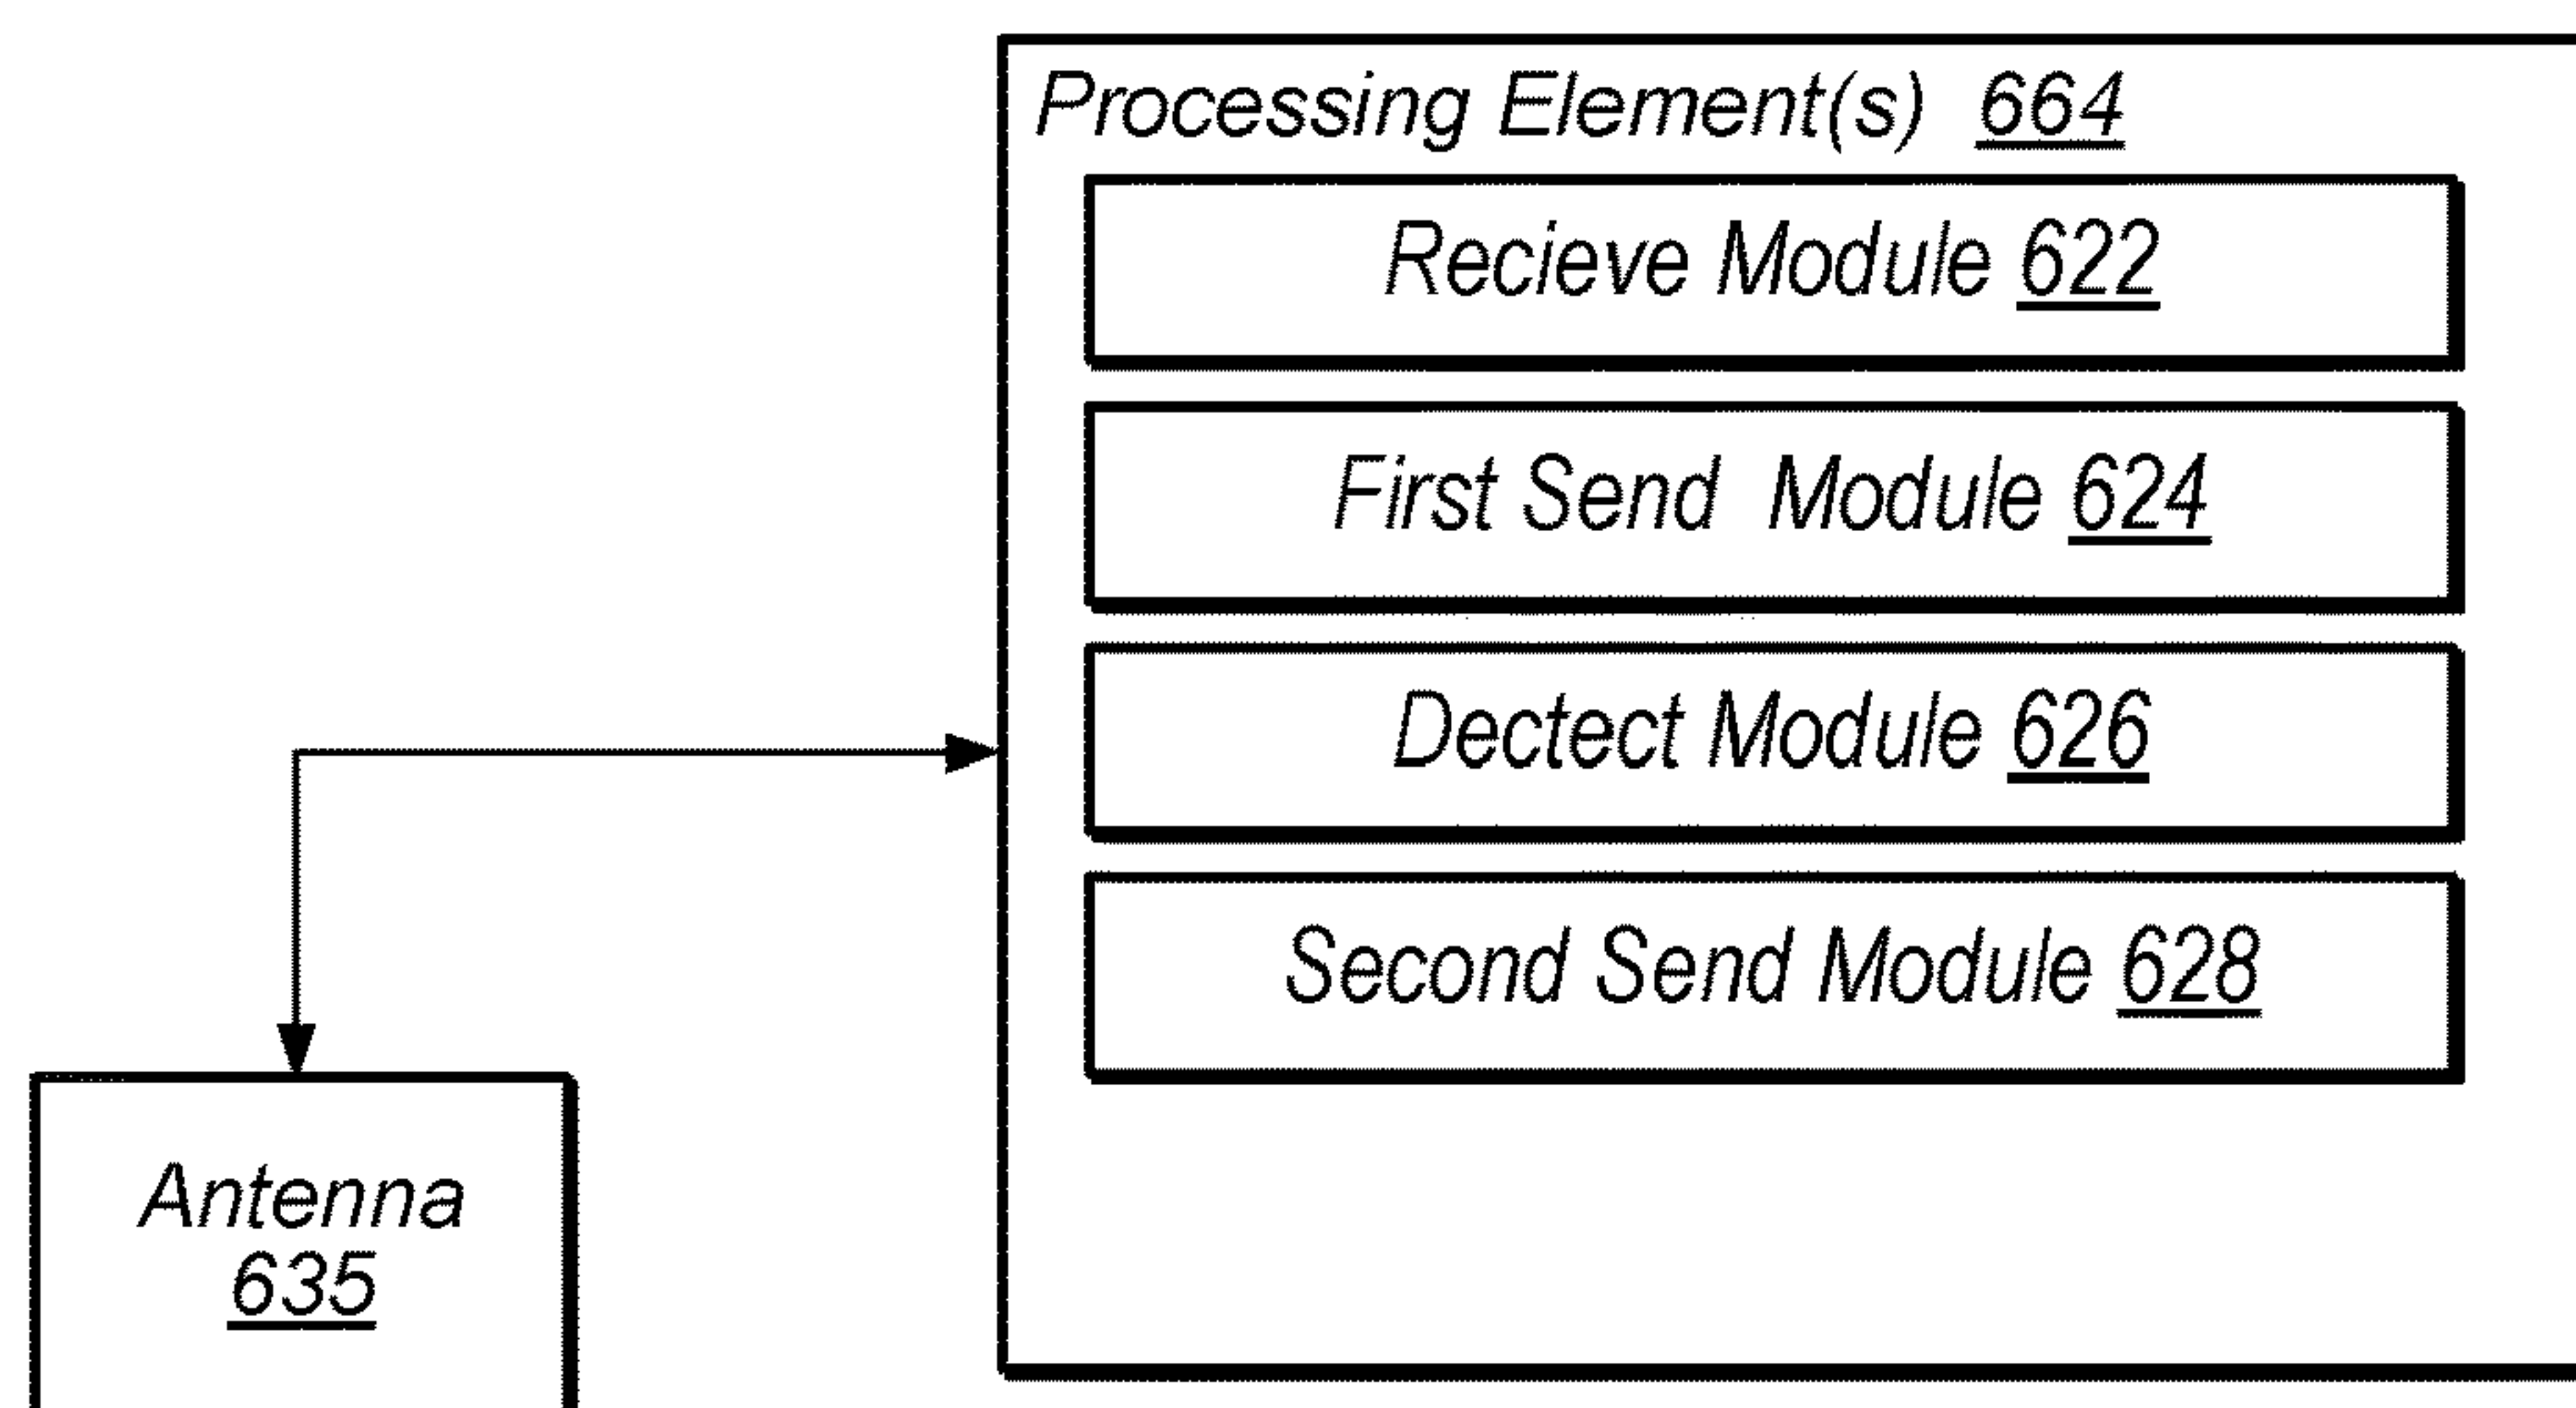 Processing Element(s) 664
Recieve Module 622
First Send Module 624
Dectect Module 626
Second Send Module 628
Antenna
635